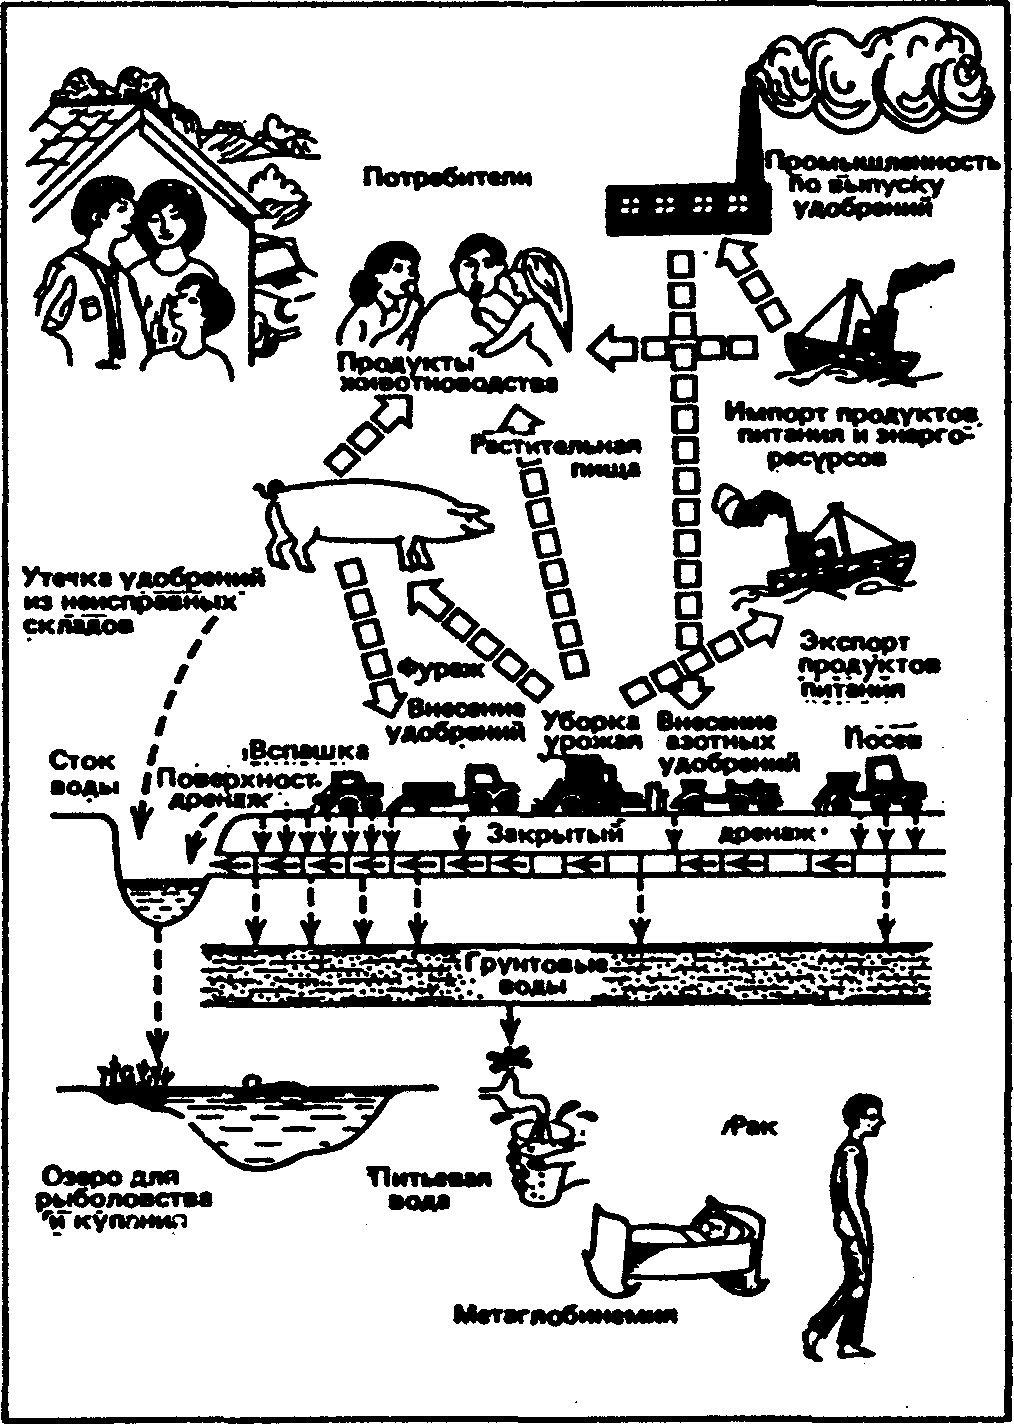 Промышленность
по выпуску
удобрений
Потребители
Продукты
животноводства
Импорт продуктов
питания и энерго-
ресурсов
Растительная
пища
Утечка удобрений
из неисправных
складов
Экспорт
продуктов
питания
Фураж
Внесение
удобрений
Уборка
урожая
Внесение
азотных
удобрений
Посев
Вспашка
Сток
воды
Поверхност.
дренаж
Закрытый дренаж
Грунтовые
воды
Рак
Озеро для
рыболовства
и купония
Питьевая
вода
Метаглобинемия